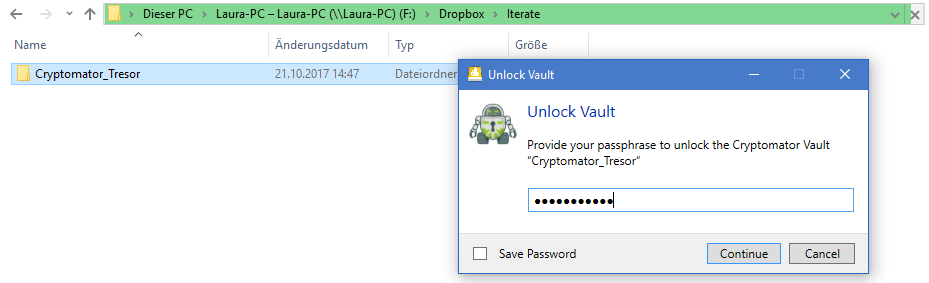 Dieser PC > Laura-PC – Laura-PC (\\Laura-PC) (F:) > Dropbox > Iterate
Name Änderungsdatum Typ Größe
Cryptomator_Tresor 21.10.2017 14:47 Dateiordner
Unlock Vault
Unlock Vault
Provide your passphrase to unlock the Cryptomator Vault
“Cryptomator_Tresor”
●●●●●●●●●●●
Save Password Continue Cancel